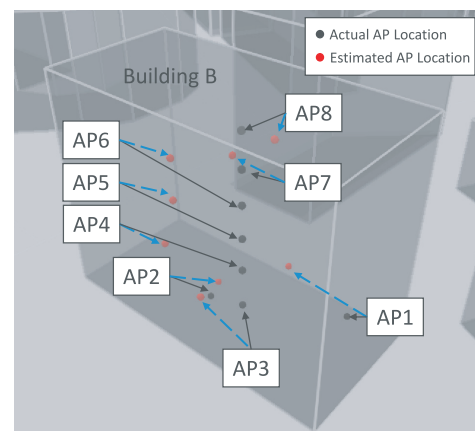 Actual AP Location
Estimated AP Location
Building B
AP8
AP6
AP7
AP5
AP4
AP2
AP1
AP3